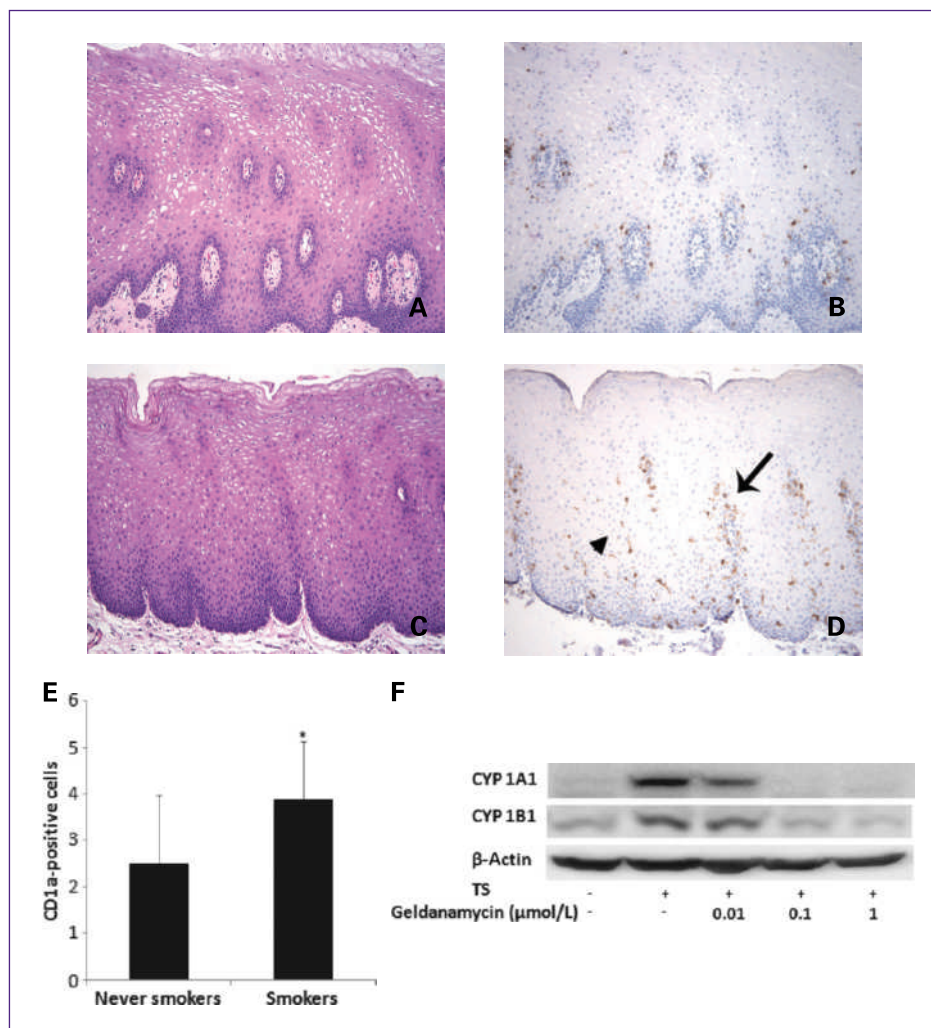 A
B
C
D
E
F
6
5
4
3
2
1
0
CD1a-positive cells
*
Never smokers Smokers
CYP 1A1
CYP 1B1
β-Actin
TS - + + + +
Geldanamycin (μmol/L) - - 0.01 0.1 1